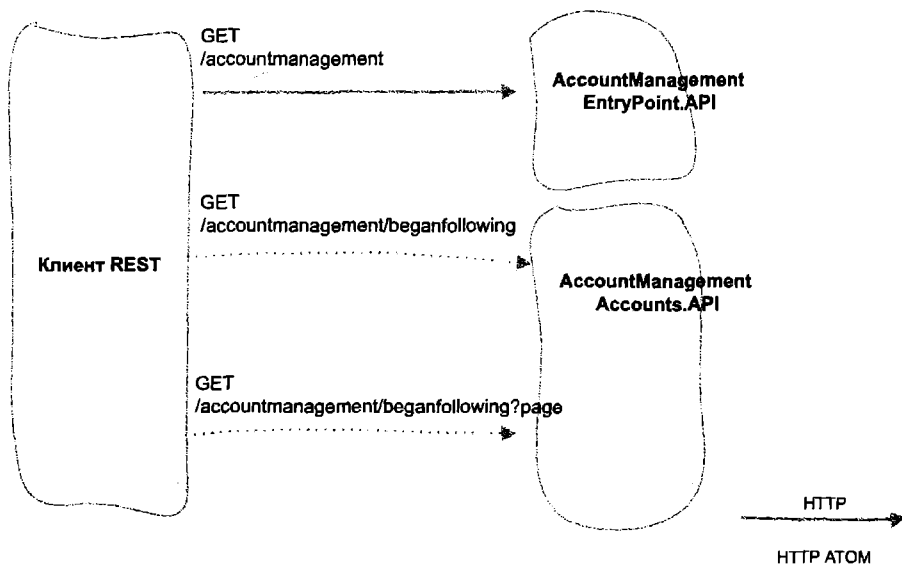 GET
/accountmanagement
AccountManagement
EntryPoint.API
GET
/accountmanagement/beganfollowing
Клиент REST
AccountManagement
Accounts.API
GET
/accountmanagement/beganfollowing?page
HTTP
HTTP ATOM